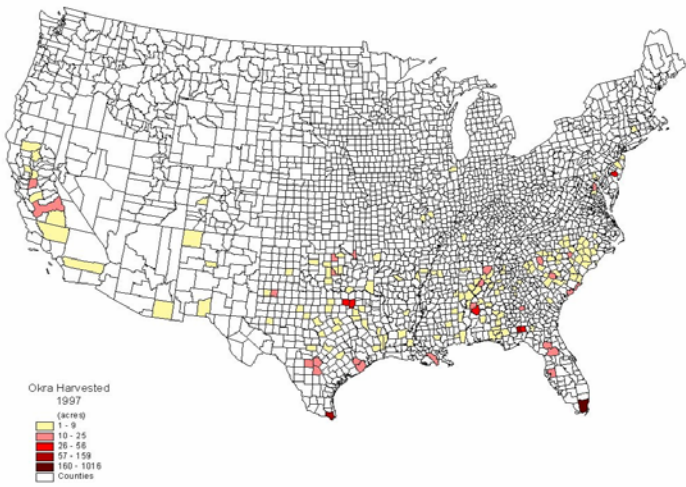 Okra Harvested
1997
(acres)
1 - 9
10 - 25
26 - 56
57 - 159
160 - 1016
Counties